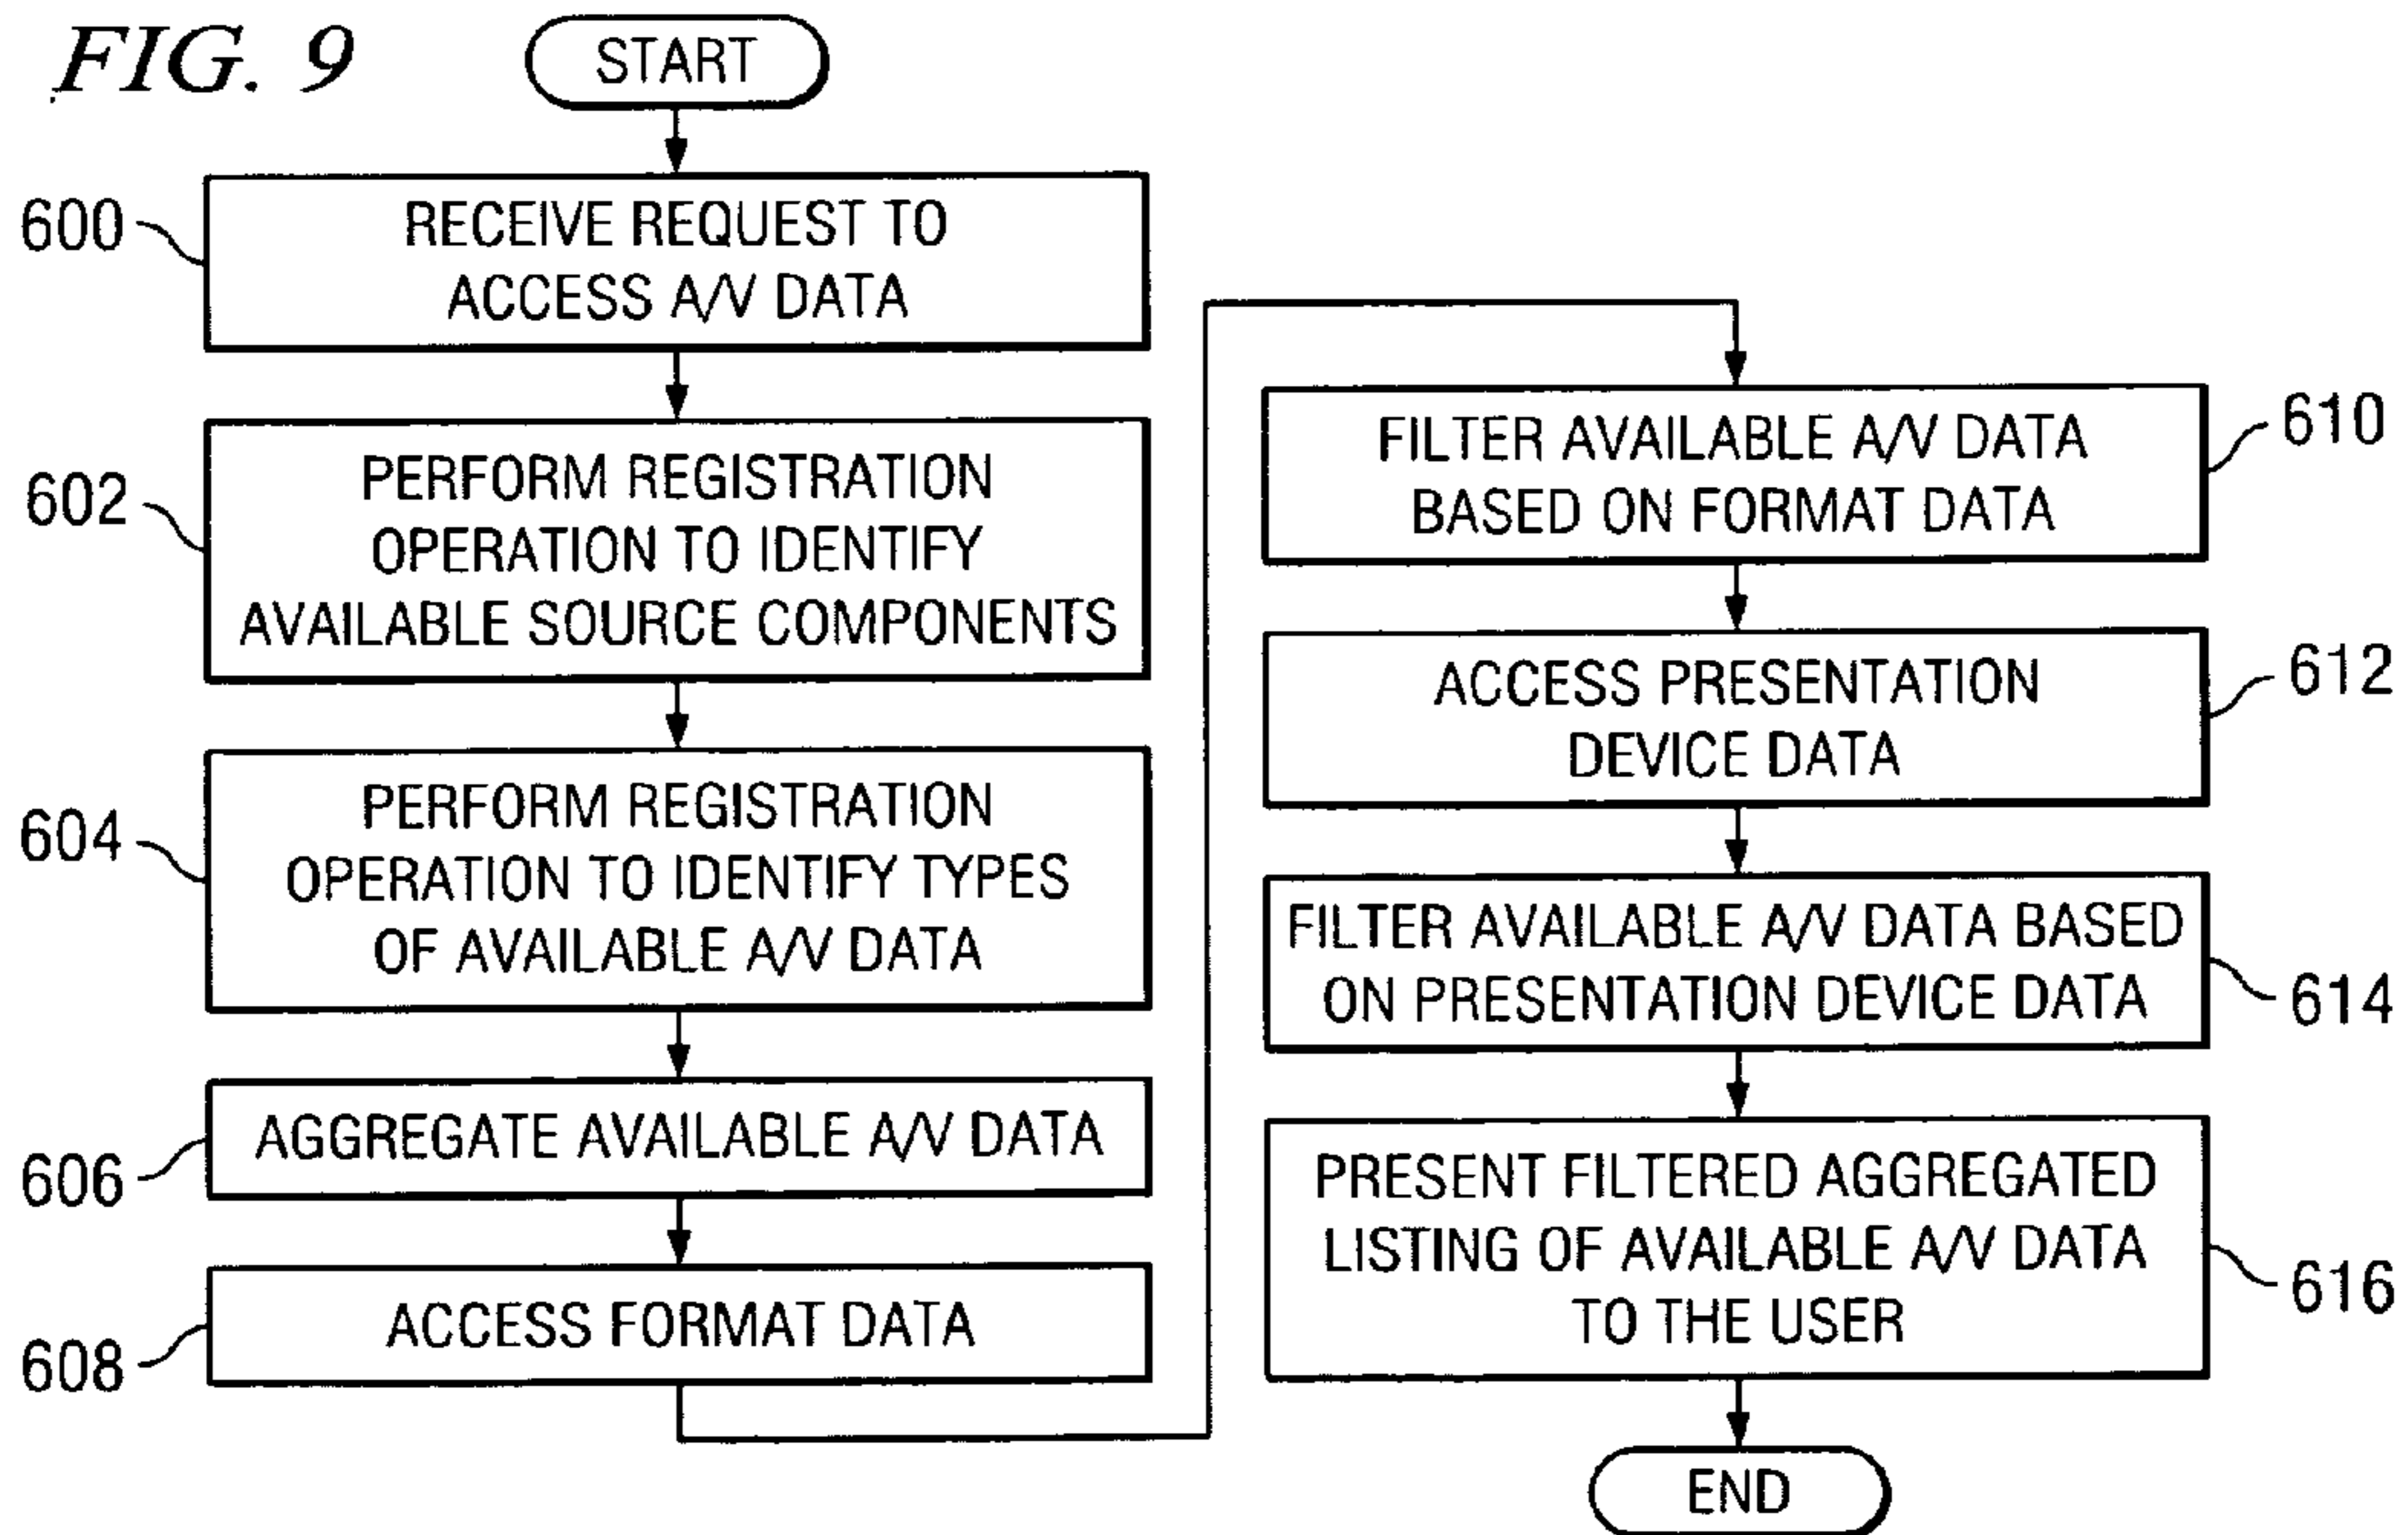 FIG. 9
START
600
RECEIVE REQUEST TO
ACCESS A/V DATA
602
PERFORM REGISTRATION
OPERATION TO IDENTIFY
AVAILABLE SOURCE COMPONENTS
604
PERFORM REGISTRATION
OPERATION TO IDENTIFY TYPES
OF AVAILABLE A/V DATA
606
AGGREGATE AVAILABLE A/V DATA
608
ACCESS FORMAT DATA
610
FILTER AVAILABLE A/V DATA
BASED ON FORMAT DATA
612
ACCESS PRESENTATION
DEVICE DATA
614
FILTER AVAILABLE A/V DATA BASED
ON PRESENTATION DEVICE DATA
616
PRESENT FILTERED AGGREGATED
LISTING OF AVAILABLE A/V DATA
TO THE USER
END